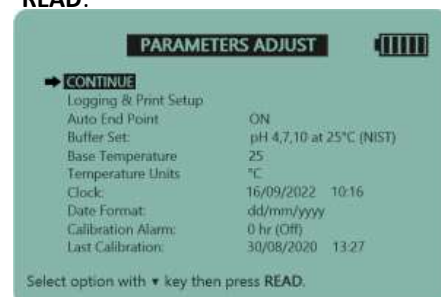 READ.
PARAMETERS ADJUST
CONTINUE
Logging & Print Setup
Auto End Point ON
Buffer Set: pH 4,7,10 at 25°C (NIST)
Base Temperature 25
Temperature Units °C
Clock: 16/09/2022 10:16
Date Format: dd/mm/yyy
Calibration Alarm: 0 hr (Off)
Last Calibration: 30/08/2020 13:27
Select option with ▼ key then press READ.